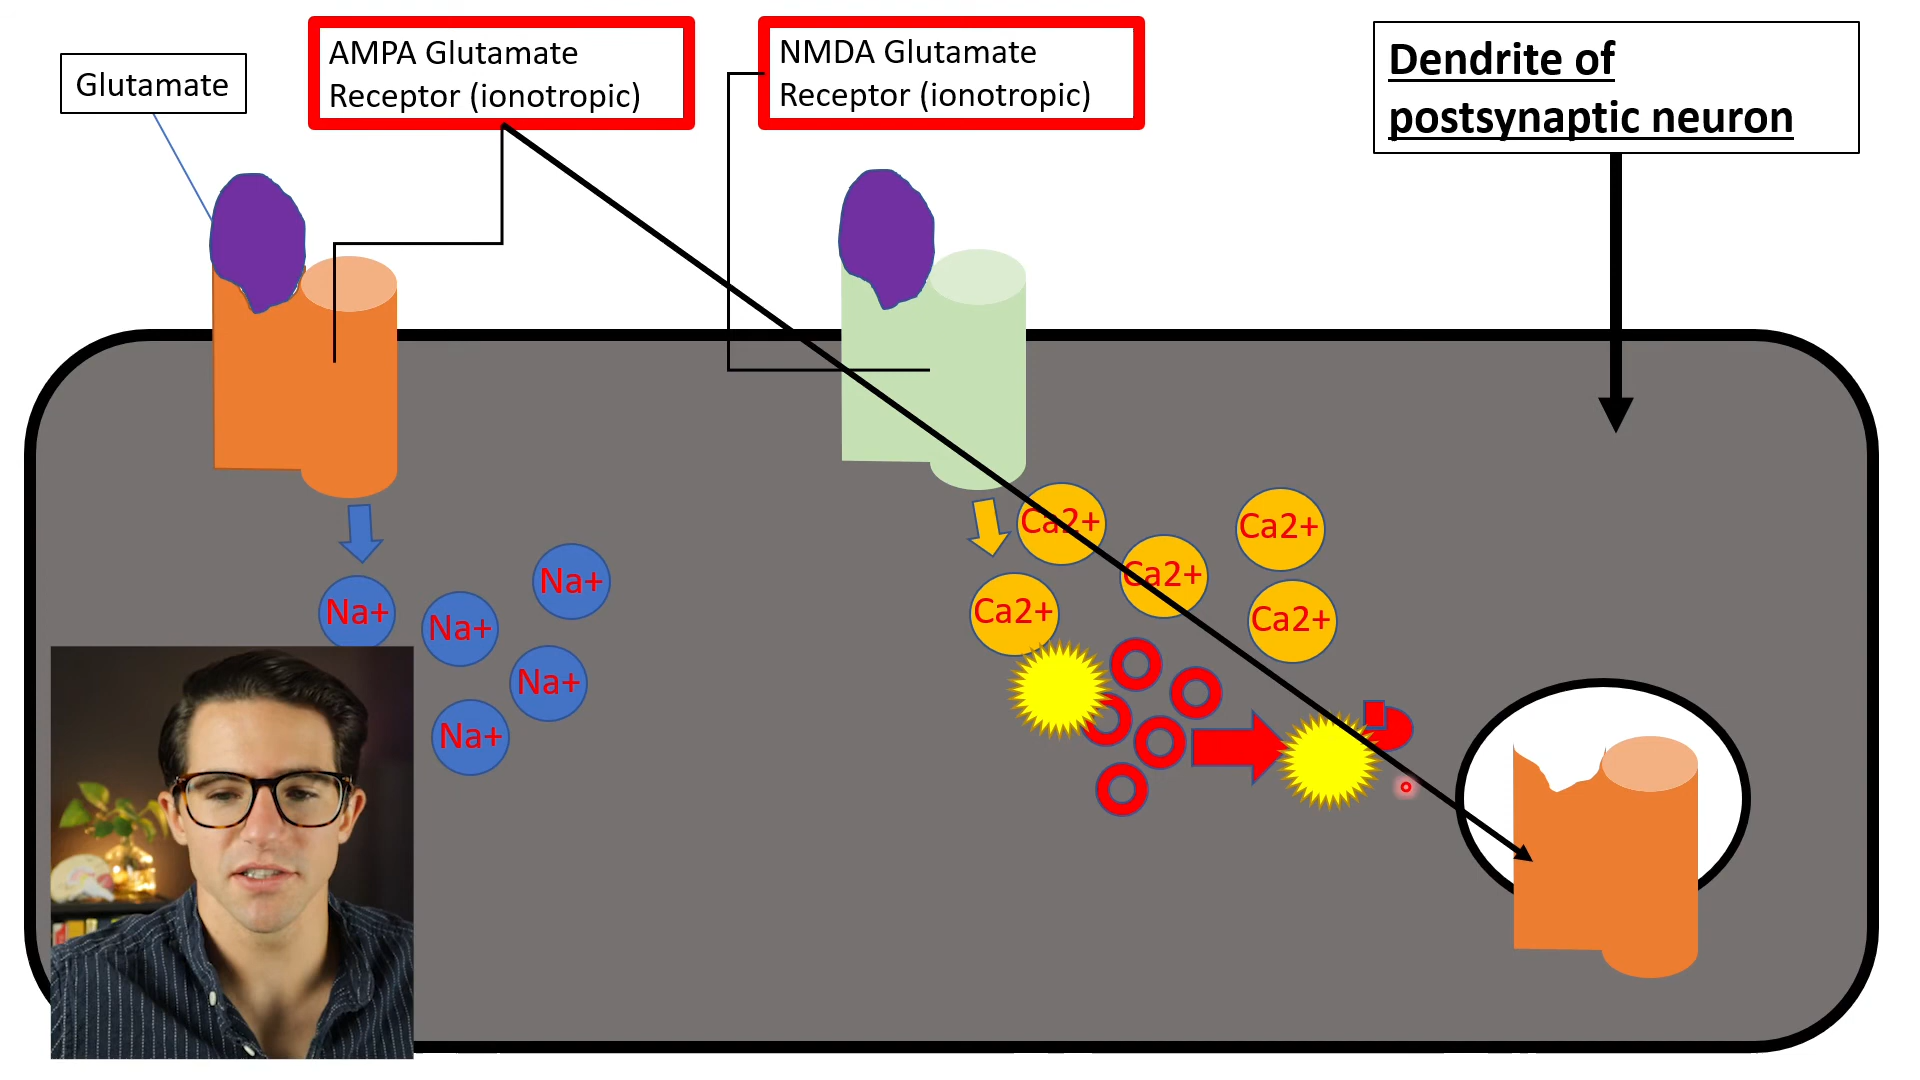 Glutamate
AMPA Glutamate
Receptor (ionotropic)
NMDA Glutamate
Receptor (ionotropic)
Dendrite of
postsynaptic neuron
Na+
Na+
Na+
Na+
Na+
Ca2+
Ca2+
Ca2+
Ca2+
Ca2+